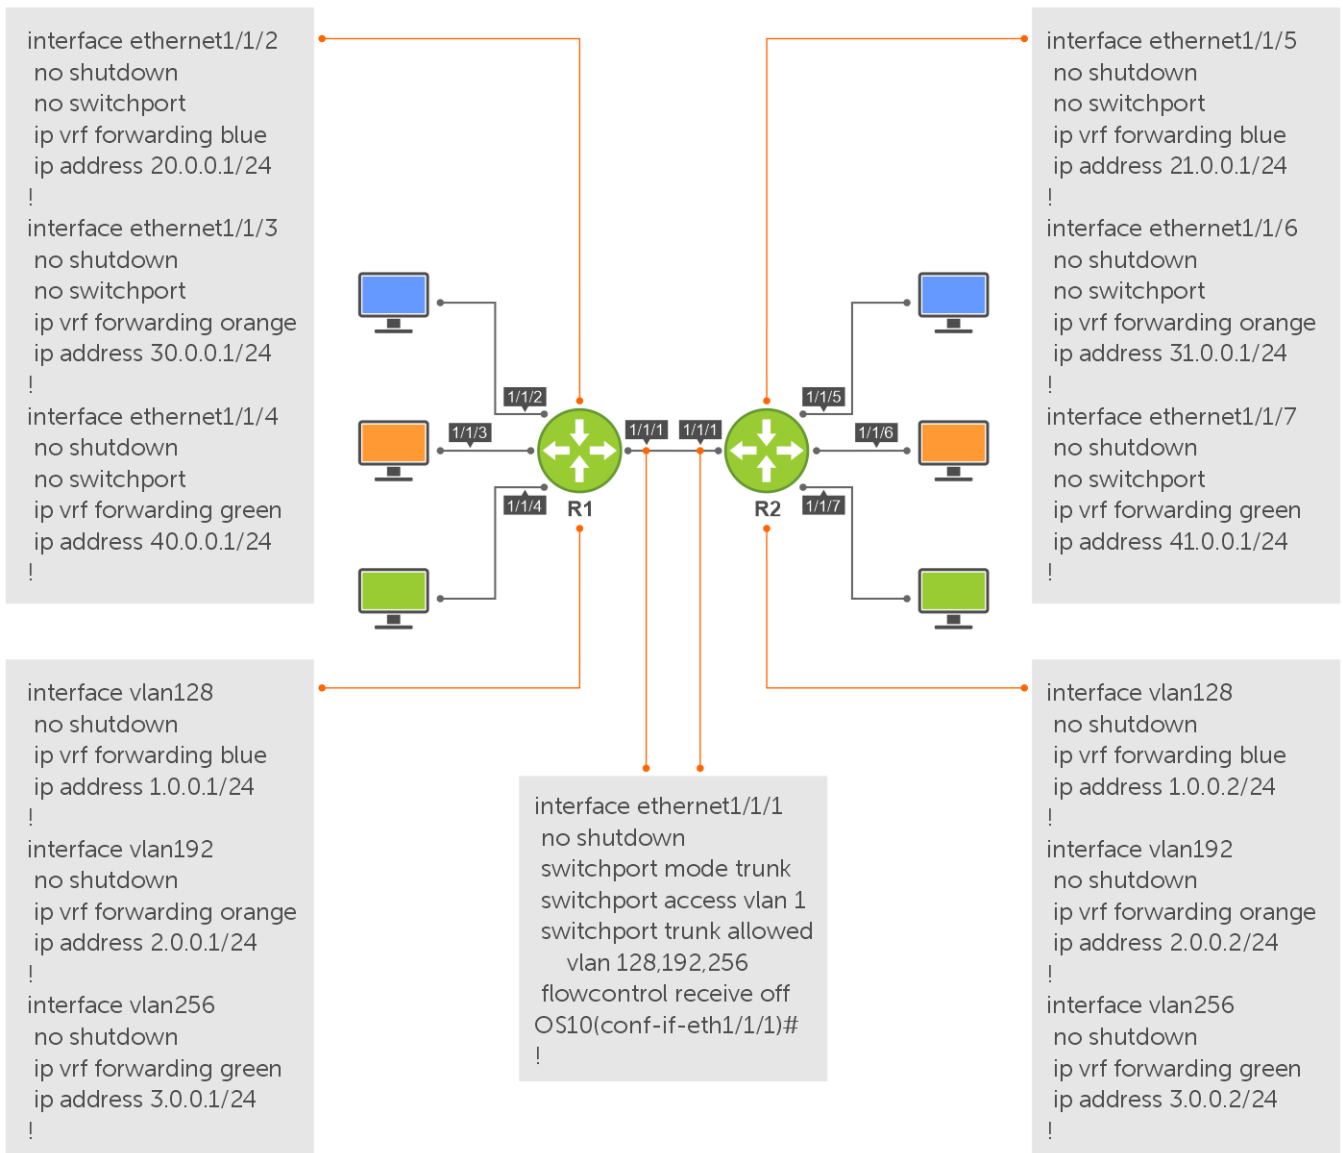 interface ethernet1/1/2
no shutdown
no switchport
ip vrf forwarding blue
ip address 20.0.0.1/24
!
interface ethernet1/1/3
no shutdown
no switchport
ip vrf forwarding orange
ip address 30.0.0.1/24
!
interface ethernet1/1/4
no shutdown
no switchport
ip vrf forwarding green
ip address 40.0.0.1/24
!
interface ethernet1/1/5
no shutdown
no switchport
ip vrf forwarding blue
ip address 21.0.0.1/24
!
interface ethernet1/1/6
no shutdown
no switchport
ip vrf forwarding orange
ip address 31.0.0.1/24
!
interface ethernet1/1/7
no shutdown
no switchport
ip vrf forwarding green
ip address 41.0.0.1/24
!
1/1/2
1/1/3
1/1/4
R1
1/1/1
1/1/1
R2
1/1/5
1/1/6
1/1/7
interface vlan128
no shutdown
ip vrf forwarding blue
ip address 1.0.0.1/24
!
interface vlan192
no shutdown
ip vrf forwarding orange
ip address 2.0.0.1/24
!
interface vlan256
no shutdown
ip vrf forwarding green
ip address 3.0.0.1/24
!
interface ethernet1/1/1
no shutdown
switchport mode trunk
switchport access vlan 1
switchport trunk allowed
vlan 128,192,256
flowcontrol receive off
OS10(conf-if-eth1/1/1)#
!
interface vlan128
no shutdown
ip vrf forwarding blue
ip address 1.0.0.2/24
!
interface vlan192
no shutdown
ip vrf forwarding orange
ip address 2.0.0.2/24
!
interface vlan256
no shutdown
ip vrf forwarding green
ip address 3.0.0.2/24
!